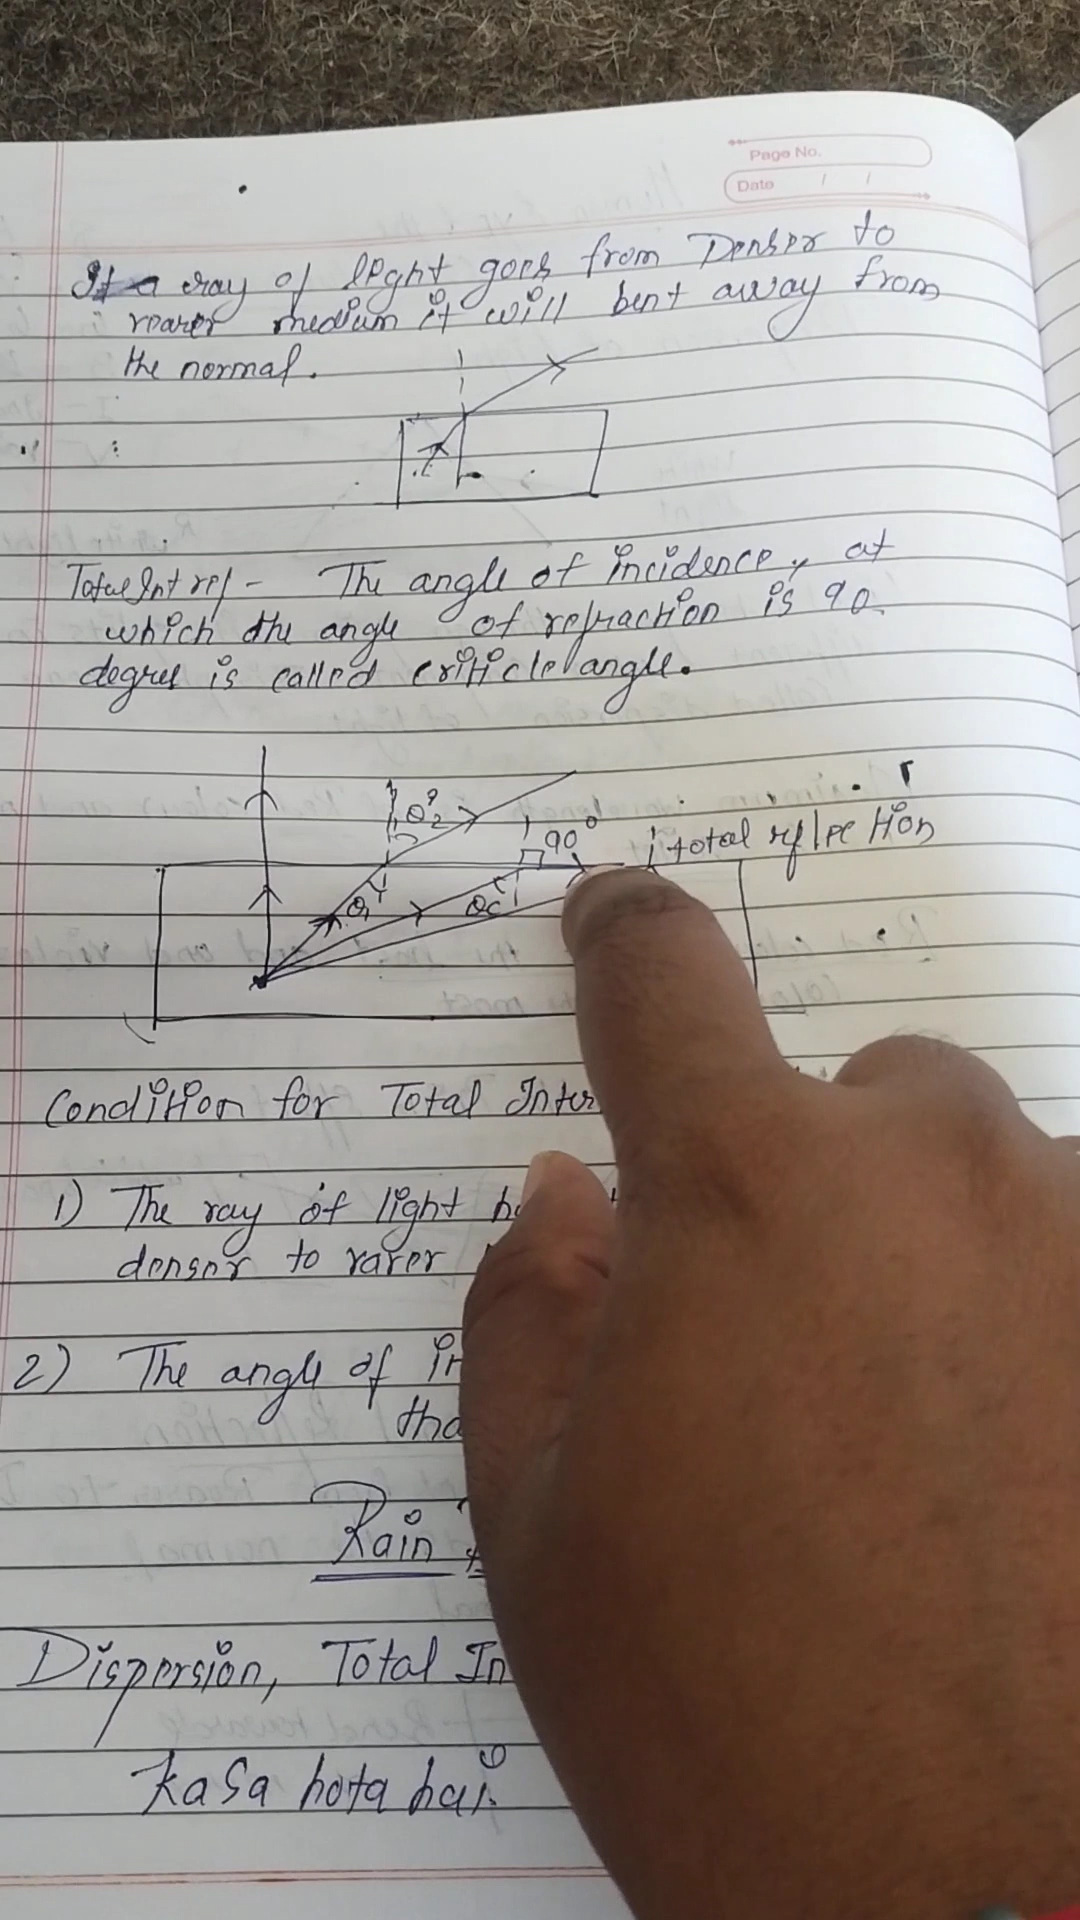 Page No.
Date / /
If a ray of light goes from Denser to
rarer medium it will bent away from
the normal.
i
Total Int ref - The angle of incidence, at
which the angle of refraction is 90
degree is called criticle angle.
θ2
90°
total reflection
θ1
θc
Condition for Total Inter
1) The ray of light
denser to rarer
2) The angle of in
tha
Rain
Dispersion, Total In
kasa hota hai.